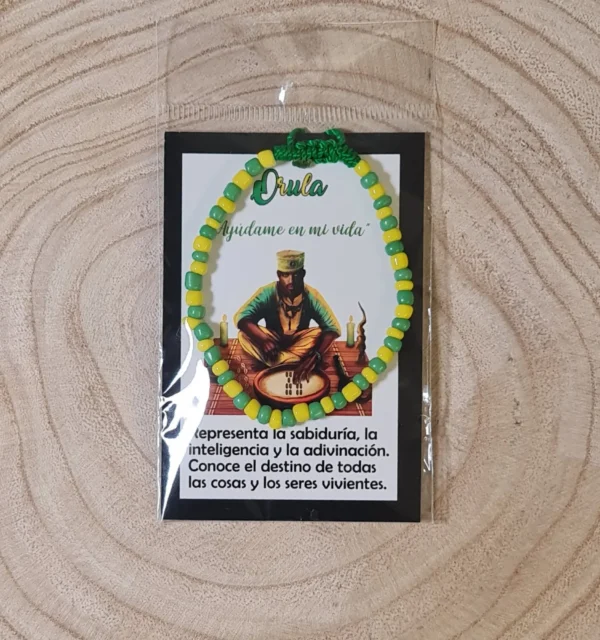 Orula
"Ayúdame en mi vida"
Representa la sabiduría, la
inteligencia y la adivinación.
Conoce el destino de todas
las cosas y los seres vivientes.